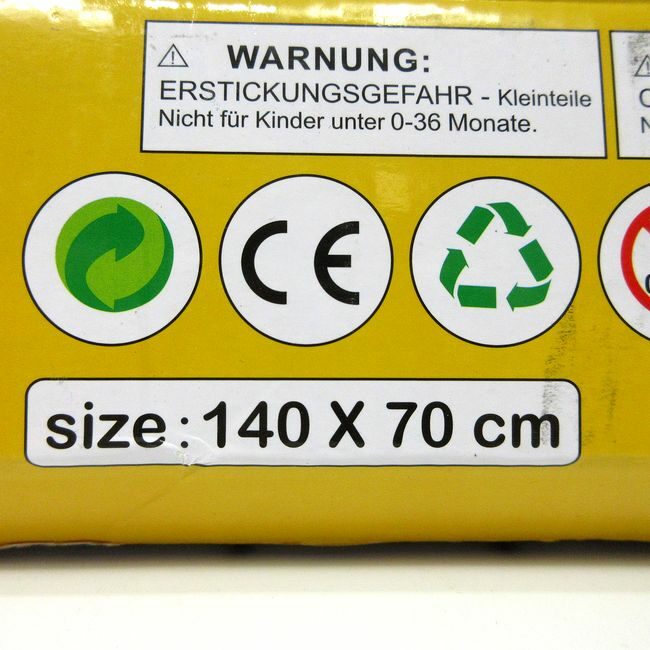 WARNUNG:
ERSTICKUNGSGEFAHR - Kleinteile
Nicht für Kinder unter 0-36 Monate.
CE
size: 140 X 70 cm